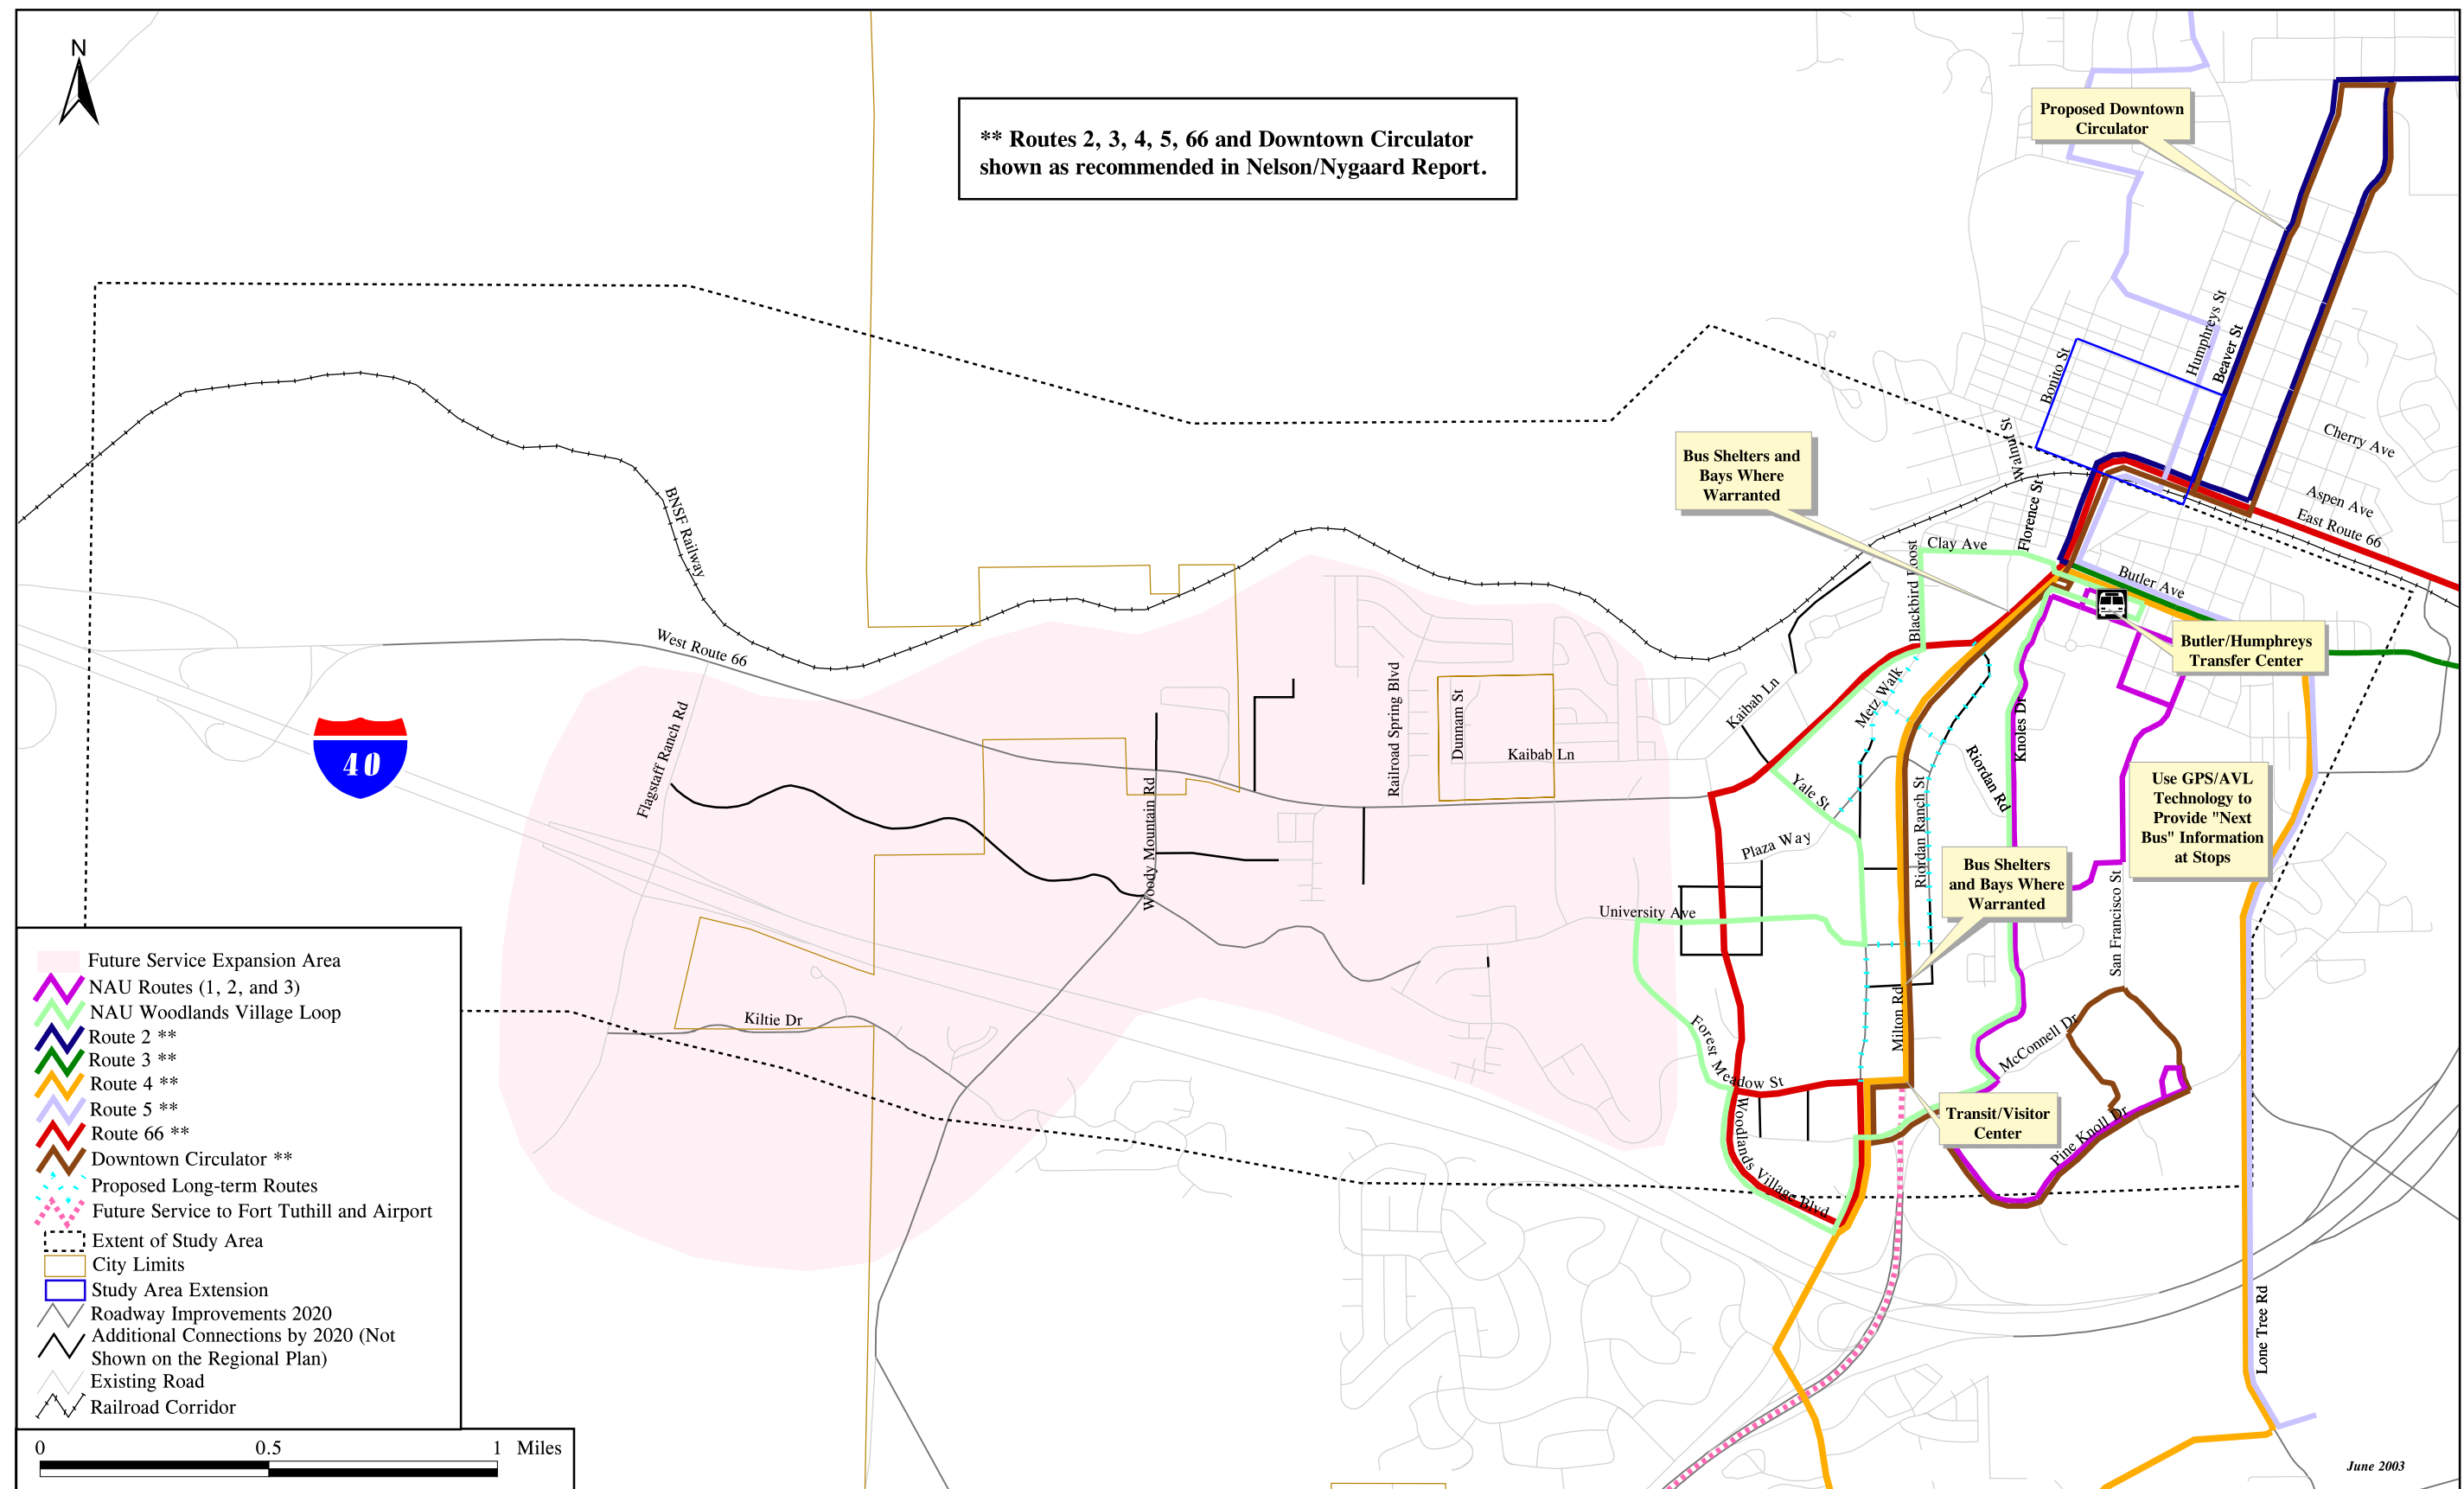 N
** Routes 2, 3, 4, 5, 66 and Downtown Circulator
shown as recommended in Nelson/Nygaard Report.
Proposed Downtown
Circulator
Humphreys St
Beaver St
Bonito St
Cherry Ave
Walnut St
Aspen Ave
East Route 66
Bus Shelters and
Bays Where
Warranted
Florence St
Clay Ave
Blackbird Roost
Butler Ave
BNSF Railway
West Route 66
Butler/Humphreys
Transfer Center
Flagstaff Ranch Rd
40
Woody Mountain Rd
Railroad Spring Blvd
Dunnam St
Kaibab Ln
Kaibab Ln
Metz Walk
Yale St
Plaza Way
Riordan Ranch St
Riordan Rd
Knoles Dr
Use GPS/AVL
Technology to
Provide "Next
Bus" Information
at Stops
Bus Shelters
and Bays Where
Warranted
University Ave
San Francisco St
Milton Rd
McConnell Dr
Forest Meadow St
Kiltie Dr
Transit/Visitor
Center
Pine Knoll Dr
Woodlands Village Blvd
Lone Tree Rd
Future Service Expansion Area
NAU Routes (1, 2, and 3)
NAU Woodlands Village Loop
Route 2 **
Route 3 **
Route 4 **
Route 5 **
Route 66 **
Downtown Circulator **
Proposed Long-term Routes
Future Service to Fort Tuthill and Airport
Extent of Study Area
City Limits
Study Area Extension
Roadway Improvements 2020
Additional Connections by 2020 (Not
Shown on the Regional Plan)
Existing Road
Railroad Corridor
0 0.5 1 Miles
June 2003